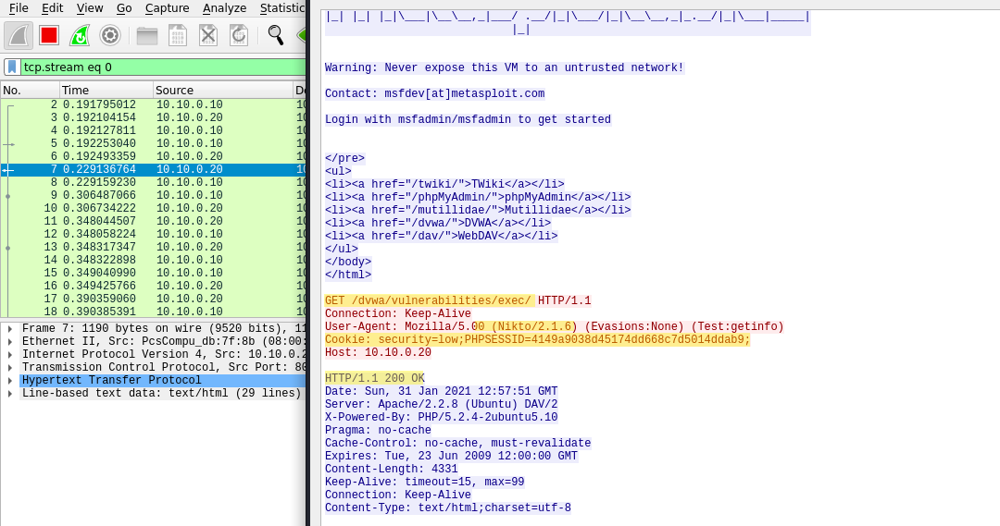 File Edit View Go Capture Analyze Statistic
tcp.stream eq 0
No. Time Source De
2 0.191795012 10.10.0.10 10
3 0.192104154 10.10.0.20 10
4 0.192127811 10.10.0.10 10
5 0.192253040 10.10.0.10 10
6 0.192493359 10.10.0.20 10
7 0.229136764 10.10.0.20 10
8 0.229159230 10.10.0.10 10
9 0.306487066 10.10.0.10 10
10 0.306734222 10.10.0.20 10
11 0.348044507 10.10.0.20 10
12 0.348058224 10.10.0.10 10
13 0.348317347 10.10.0.20 10
14 0.348322898 10.10.0.10 10
15 0.349040990 10.10.0.10 10
16 0.349425766 10.10.0.20 10
17 0.390359060 10.10.0.20 10
18 0.390385391 10.10.0.10 10
Frame 7: 1190 bytes on wire (9520 bits), 11
Ethernet II, Src: PcsCompu_db:7f:8b (08:00:
Internet Protocol Version 4, Src: 10.10.0.2
Transmission Control Protocol, Src Port: 80
Hypertext Transfer Protocol
Line-based text data: text/html (29 lines)
|_| |_| |_|\___|\__\__,_|___/ .__/|_|\___/|_|\__\__,_|_.__/|_|\___|_____|
|_|
Warning: Never expose this VM to an untrusted network!
Contact: msfdev[at]metasploit.com
Login with msfadmin/msfadmin to get started
</pre>
<ul>
<li><a href="/twiki/">TWiki</a></li>
<li><a href="/phpMyAdmin/">phpMyAdmin</a></li>
<li><a href="/mutillidae/">Mutillidae</a></li>
<li><a href="/dvwa/">DVWA</a></li>
<li><a href="/dav/">WebDAV</a></li>
</ul>
</body>
</html>
GET /dvwa/vulnerabilities/exec/ HTTP/1.1
Connection: Keep-Alive
User-Agent: Mozilla/5.00 (Nikto/2.1.6) (Evasions:None) (Test:getinfo)
Cookie: security=low;PHPSESSID=4149a9038d45174dd668c7d5014ddab9;
Host: 10.10.0.20
HTTP/1.1 200 OK
Date: Sun, 31 Jan 2021 12:57:51 GMT
Server: Apache/2.2.8 (Ubuntu) DAV/2
X-Powered-By: PHP/5.2.4-2ubuntu5.10
Pragma: no-cache
Cache-Control: no-cache, must-revalidate
Expires: Tue, 23 Jun 2009 12:00:00 GMT
Content-Length: 4331
Keep-Alive: timeout=15, max=99
Connection: Keep-Alive
Content-Type: text/html;charset=utf-8